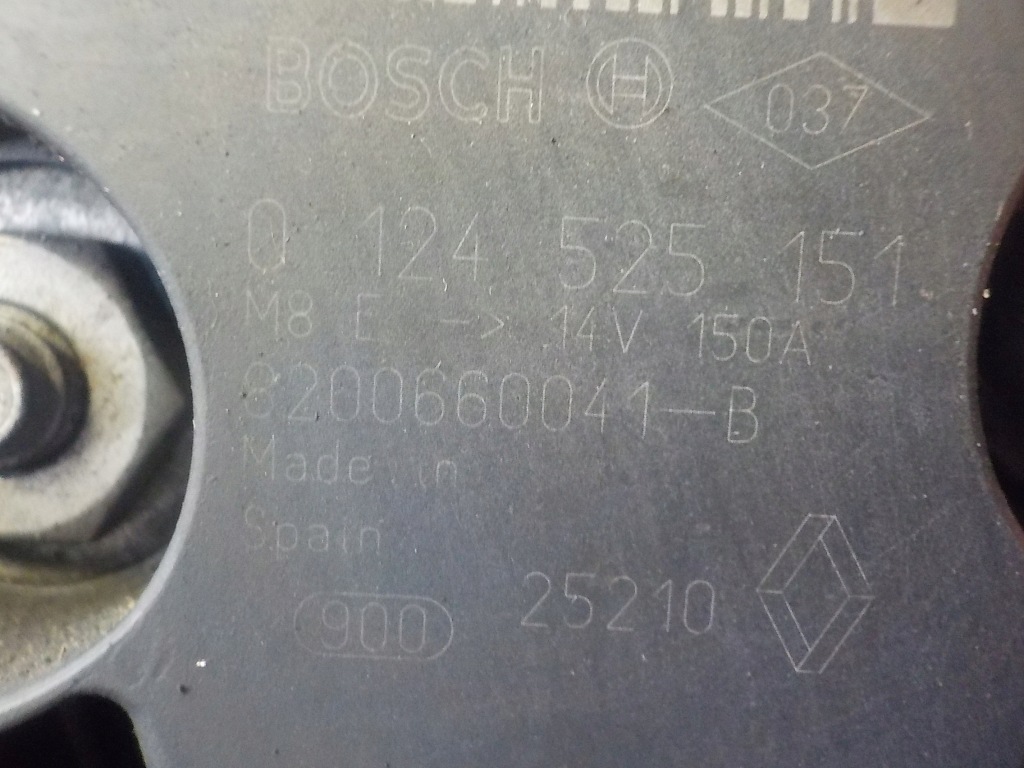 BOSCH 037
0 124 525 151
M8 E -> 14V 150A
8200660041-B
Made in
Spain
900 25210